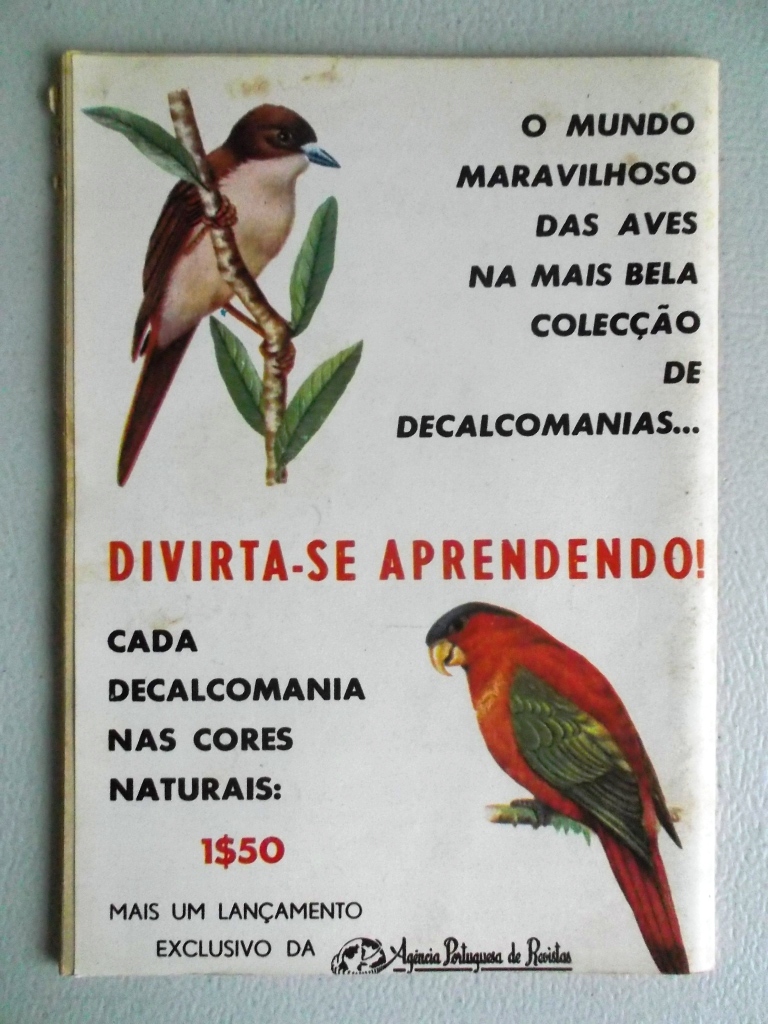 O MUNDO
MARAVILHOSO
DAS AVES
NA MAIS BELA
COLECÇÃO
DE
DECALCOMANIAS...
DIVIRTA-SE APRENDENDO!
CADA
DECALCOMANIA
NAS CORES
NATURAIS:
1$50
MAIS UM LANÇAMENTO
EXCLUSIVO DA Agência Portuguesa de Revistas